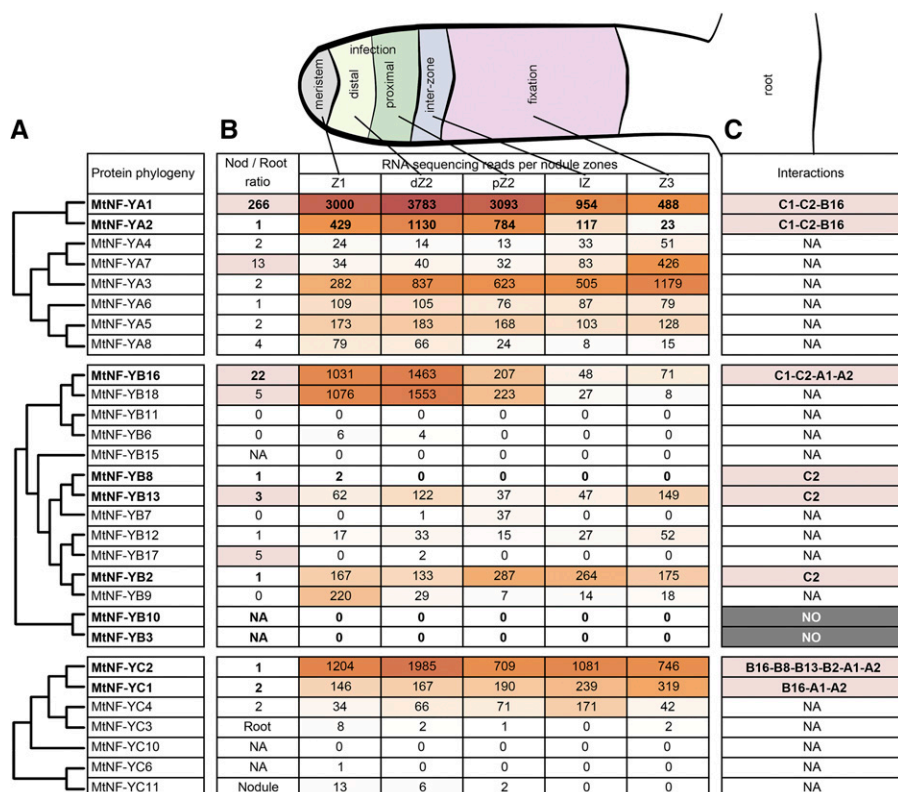 infection
meristem
distal
proximal
inter-zone
fixation
root
A
B
C
Protein phylogeny
Nod / Root ratio
RNA sequencing reads per nodule zones
Z1 dZ2 pZ2 IZ Z3
Interactions
MtNF-YA1 266 3000 3783 3093 954 488 C1-C2-B16
MtNF-YA2 1 429 1130 784 117 23 C1-C2-B16
MtNF-YA4 2 24 14 13 33 51 NA
MtNF-YA7 13 34 40 32 83 426 NA
MtNF-YA3 2 282 837 623 505 1179 NA
MtNF-YA6 1 109 105 76 87 79 NA
MtNF-YA5 2 173 183 168 103 128 NA
MtNF-YA8 4 79 66 24 8 15 NA
MtNF-YB16 22 1031 1463 207 48 71 C1-C2-A1-A2
MtNF-YB18 5 1076 1553 223 27 8 NA
MtNF-YB11 0 0 0 0 0 0 NA
MtNF-YB6 0 6 4 0 0 0 NA
MtNF-YB15 NA 0 0 0 0 0 NA
MtNF-YB8 1 2 0 0 0 0 C2
MtNF-YB13 3 62 122 37 47 149 C2
MtNF-YB7 0 0 1 37 0 0 NA
MtNF-YB12 1 17 33 15 27 52 NA
MtNF-YB17 5 0 2 0 0 0 NA
MtNF-YB2 1 167 133 287 264 175 C2
MtNF-YB9 0 220 29 7 14 18 NA
MtNF-YB10 NA 0 0 0 0 0 NO
MtNF-YB3 NA 0 0 0 0 0 NO
MtNF-YC2 1 1204 1985 709 1081 746 B16-B8-B13-B2-A1-A2
MtNF-YC1 2 146 167 190 239 319 B16-A1-A2
MtNF-YC4 2 34 66 71 171 42 NA
MtNF-YC3 Root 8 2 1 0 2 NA
MtNF-YC10 NA 0 0 0 0 0 NA
MtNF-YC6 NA 1 0 0 0 0 NA
MtNF-YC11 Nodule 13 6 2 0 0 NA